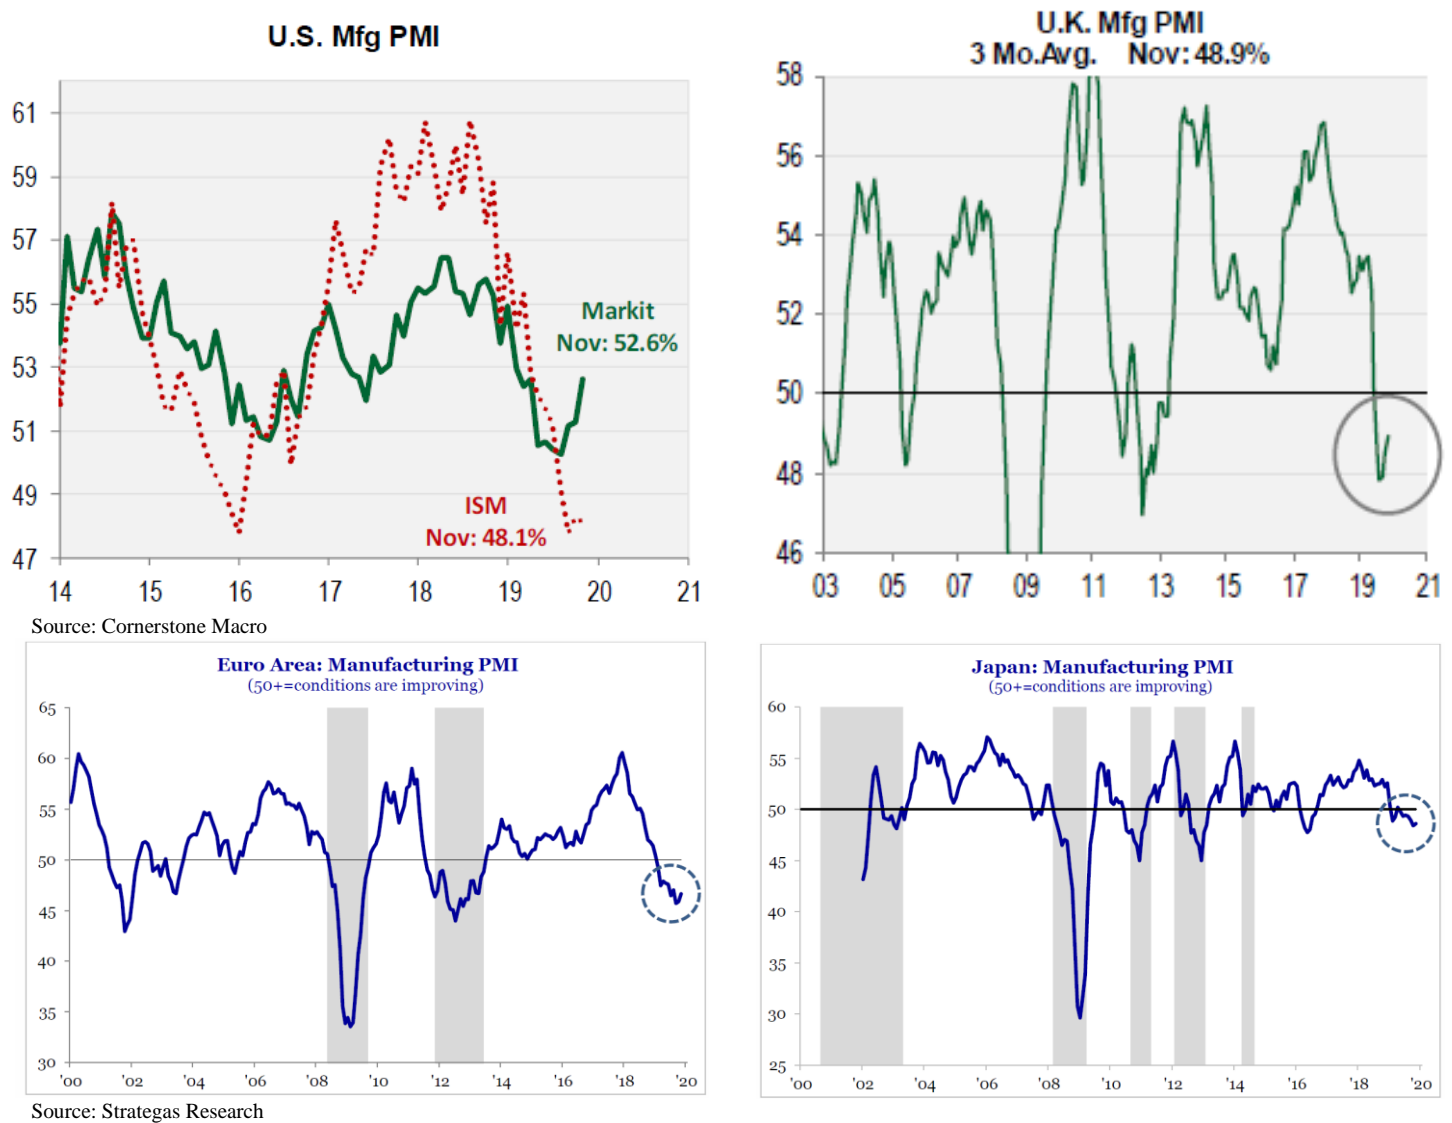 U.S. Mfg PMI
61
59
57
55
53
51
49
47
Markit
Nov: 52.6%
ISM
Nov: 48.1%
14 15 16 17 18 19 20 21
U.K. Mfg PMI
3 Mo.Avg. Nov: 48.9%
58
56
54
52
50
48
46
03 05 07 09 11 13 15 17 19 21
Source: Cornerstone Macro
Euro Area: Manufacturing PMI
(50+=conditions are improving)
65
60
55
50
45
40
35
30
'00 '02 '04 '06 '08 '10 '12 '14 '16 '18 '20
Japan: Manufacturing PMI
(50+=conditions are improving)
60
55
50
45
40
35
30
25
'00 '02 '04 '06 '08 '10 '12 '14 '16 '18 '20
Source: Strategas Research